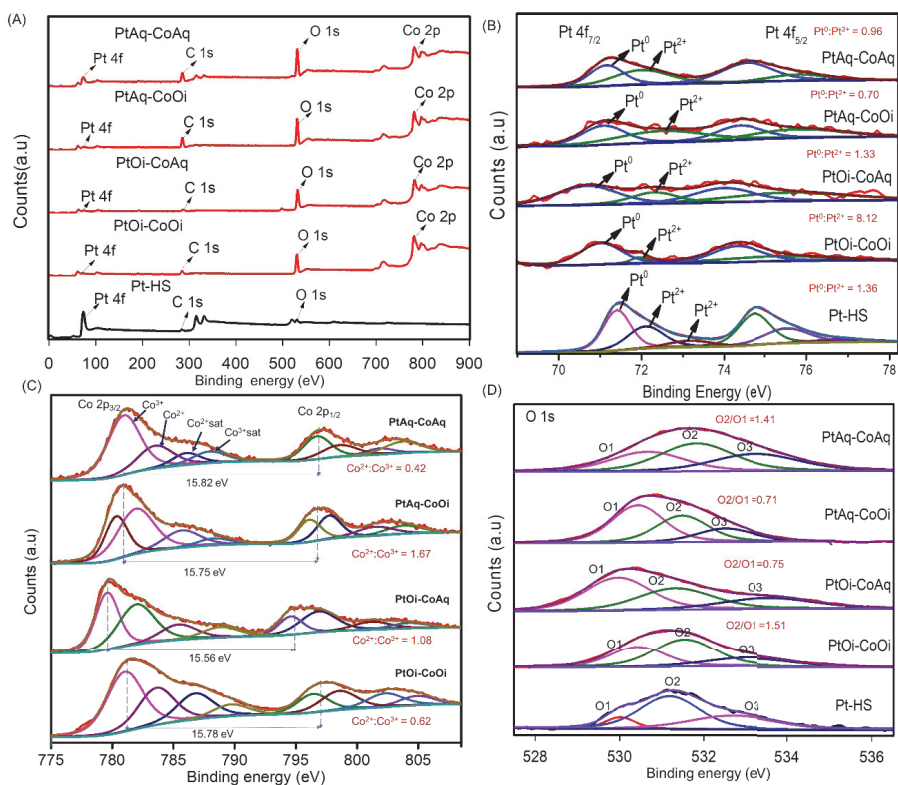 (A)
PtAq-CoAq
Pt 4f
C 1s
O 1s
Co 2p
PtAq-CoOi
Pt 4f
C 1s
O 1s
Co 2p
PtOi-CoAq
Pt 4f
C 1s
O 1s
Co 2p
PtOi-CoOi
Pt 4f
C 1s
O 1s
Co 2p
Pt-HS
Pt 4f
C 1s
O 1s
Counts(a.u)
0 100 200 300 400 500 600 700 800 900
Binding energy (eV)
(B)
Pt 4f7/2
Pt 4f5/2
Pt⁰:Pt²⁺ = 0.96
Pt⁰
Pt²⁺
PtAq-CoAq
Pt⁰:Pt²⁺ = 0.70
Pt⁰
Pt²⁺
PtAq-CoOi
Pt⁰:Pt²⁺ = 1.33
Pt⁰
Pt²⁺
PtOi-CoAq
Pt⁰:Pt²⁺ = 8.12
Pt⁰
Pt²⁺
PtOi-CoOi
Pt⁰:Pt²⁺ = 1.36
Pt⁰
Pt²⁺
Pt²⁺
Pt-HS
Counts (a.u)
70 71 72 73 74 75 76 77 78
Binding Energy (eV)
(C)
Co 2p3/2
Co³⁺
Co²⁺
Co²⁺sat
Co³⁺sat
Co 2p1/2
PtAq-CoAq
15.82 eV
Co²⁺:Co³⁺ = 0.42
PtAq-CoOi
15.75 eV
Co²⁺:Co³⁺ = 1.67
PtOi-CoAq
15.56 eV
Co²⁺:Co³⁺ = 1.08
PtOi-CoOi
15.78 eV
Co²⁺:Co³⁺ = 0.62
Counts (a.u)
775 780 785 790 795 800 805
Binding energy (eV)
(D)
O 1s
O2/O1 =1.41
O1
O2
O3
PtAq-CoAq
O2/O1 =0.71
O1
O2
O3
PtAq-CoOi
O2/O1 =0.75
O1
O2
O3
PtOi-CoAq
O2/O1 =1.51
O1
O2
PtOi-CoOi
O1
O2
O3
Pt-HS
Counts (a.u)
528 530 532 534 536
Binding energy (eV)